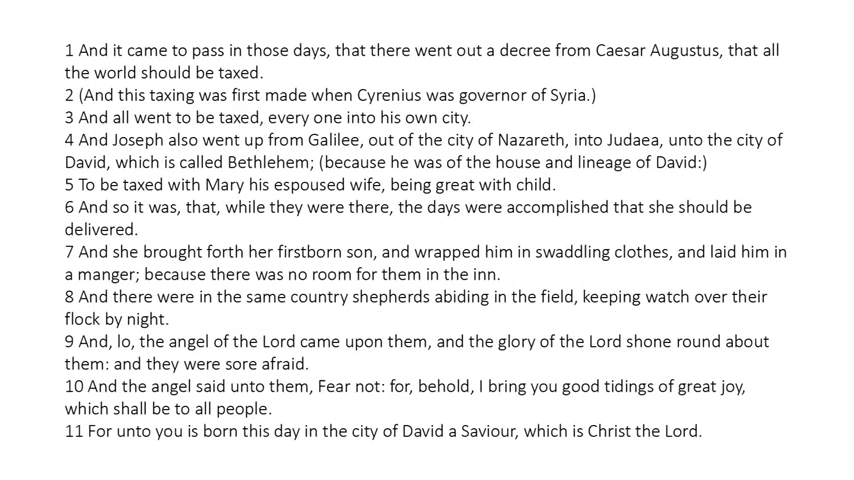 1 And it came to pass in those days, that there went out a decree from Caesar Augustus, that all
the world should be taxed.
2 (And this taxing was first made when Cyrenius was governor of Syria.)
3 And all went to be taxed, every one into his own city.
4 And Joseph also went up from Galilee, out of the city of Nazareth, into Judaea, unto the city of
David, which is called Bethlehem; (because he was of the house and lineage of David:)
5 To be taxed with Mary his espoused wife, being great with child.
6 And so it was, that, while they were there, the days were accomplished that she should be
delivered.
7 And she brought forth her firstborn son, and wrapped him in swaddling clothes, and laid him in
a manger; because there was no room for them in the inn.
8 And there were in the same country shepherds abiding in the field, keeping watch over their
flock by night.
9 And, lo, the angel of the Lord came upon them, and the glory of the Lord shone round about
them: and they were sore afraid.
10 And the angel said unto them, Fear not: for, behold, I bring you good tidings of great joy,
which shall be to all people.
11 For unto you is born this day in the city of David a Saviour, which is Christ the Lord.